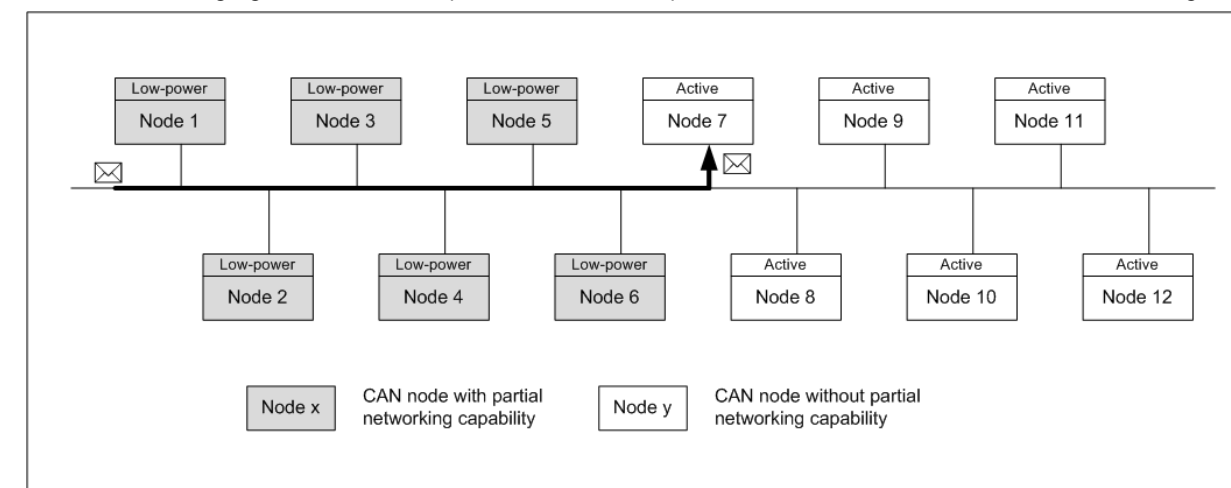 Low-power
Node 1
Low-power
Node 3
Low-power
Node 5
Active
Node 7
Active
Node 9
Active
Node 11
Low-power
Node 2
Low-power
Node 4
Low-power
Node 6
Active
Node 8
Active
Node 10
Active
Node 12
Node x
CAN node with partial
networking capability
Node y
CAN node without partial
networking capability